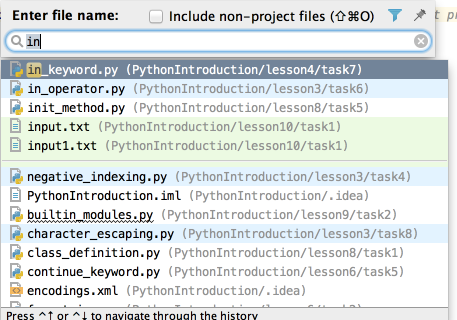 Enter file name: Include non-project files (⇧⌘O)
in
in_keyword.py (PythonIntroduction/lesson4/task7)
in_operator.py (PythonIntroduction/lesson3/task6)
init_method.py (PythonIntroduction/lesson8/task5)
input.txt (PythonIntroduction/lesson10/task1)
input1.txt (PythonIntroduction/lesson10/task1)
negative_indexing.py (PythonIntroduction/lesson3/task4)
PythonIntroduction.iml (PythonIntroduction/.idea)
builtin_modules.py (PythonIntroduction/lesson9/task2)
character_escaping.py (PythonIntroduction/lesson3/task8)
class_definition.py (PythonIntroduction/lesson8/task1)
continue_keyword.py (PythonIntroduction/lesson6/task5)
encodings.xml (PythonIntroduction/.idea)
Press ^↑ or ^↓ to navigate through the history